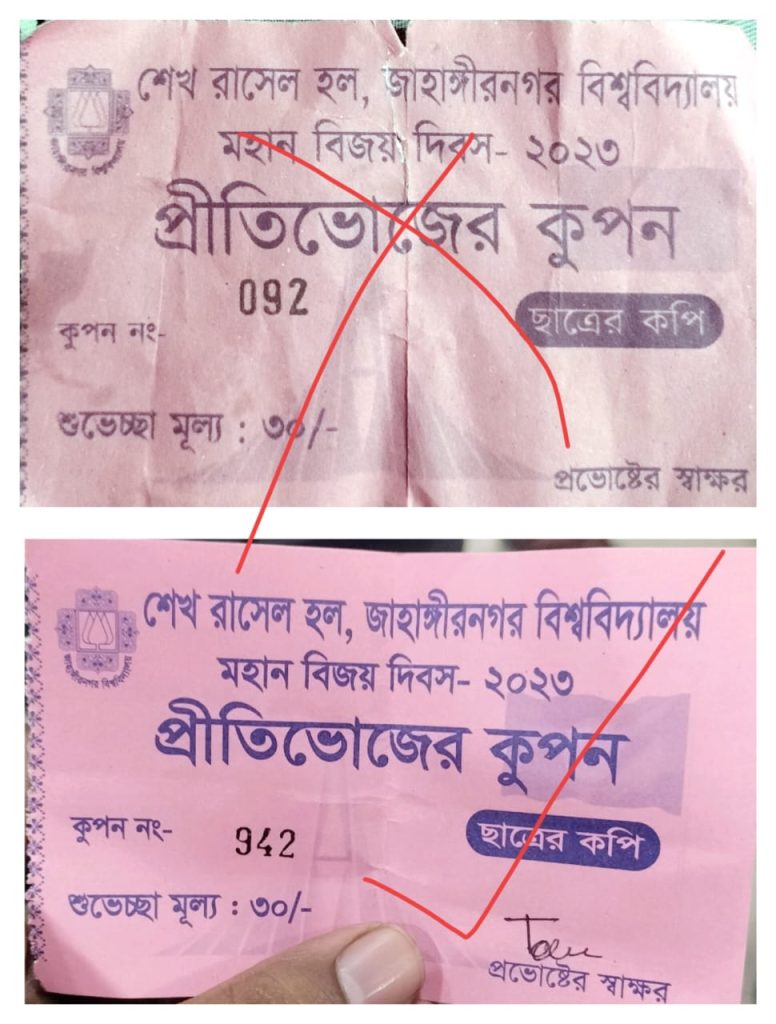 শেখ রাসেল হল, জাহাঙ্গীরনগর বিশ্ববিদ্যালয়
মহান বিজয় দিবস- ২০২৩
প্রীতিভোজের কুপন
092
কুপন নং-
ছাত্রের কপি
শুভেচ্ছা মূল্য : ৩০/-
প্রভোষ্টের স্বাক্ষর
শেখ রাসেল হল, জাহাঙ্গীরনগর বিশ্ববিদ্যালয়
মহান বিজয় দিবস- ২০২৩
প্রীতিভোজের কুপন
কুপন নং- 942
ছাত্রের কপি
শুভেচ্ছা মূল্য : ৩০/-
প্রভোষ্টের স্বাক্ষর